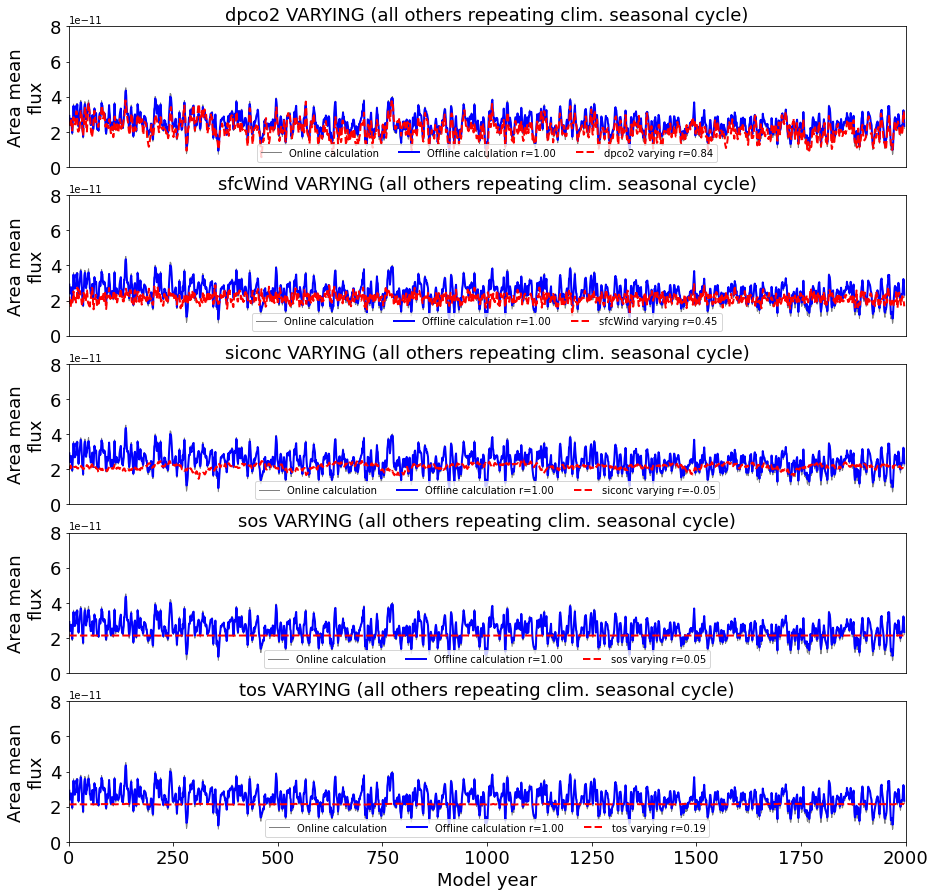 dpco2 VARYING (all others repeating clim. seasonal cycle)
1e−11
8
6
4
2
0
Area mean
flux
Online calculation
Offline calculation r=1.00
dpco2 varying r=0.84
sfcWind VARYING (all others repeating clim. seasonal cycle)
1e−11
8
6
4
2
0
Area mean
flux
Online calculation
Offline calculation r=1.00
sfcWind varying r=0.45
siconc VARYING (all others repeating clim. seasonal cycle)
1e−11
8
6
4
2
0
Area mean
flux
Online calculation
Offline calculation r=1.00
siconc varying r=-0.05
sos VARYING (all others repeating clim. seasonal cycle)
1e−11
8
6
4
2
0
Area mean
flux
Online calculation
Offline calculation r=1.00
sos varying r=0.05
tos VARYING (all others repeating clim. seasonal cycle)
1e−11
8
6
4
2
0
Area mean
flux
Online calculation
Offline calculation r=1.00
tos varying r=0.19
0 250 500 750 1000 1250 1500 1750 2000
Model year